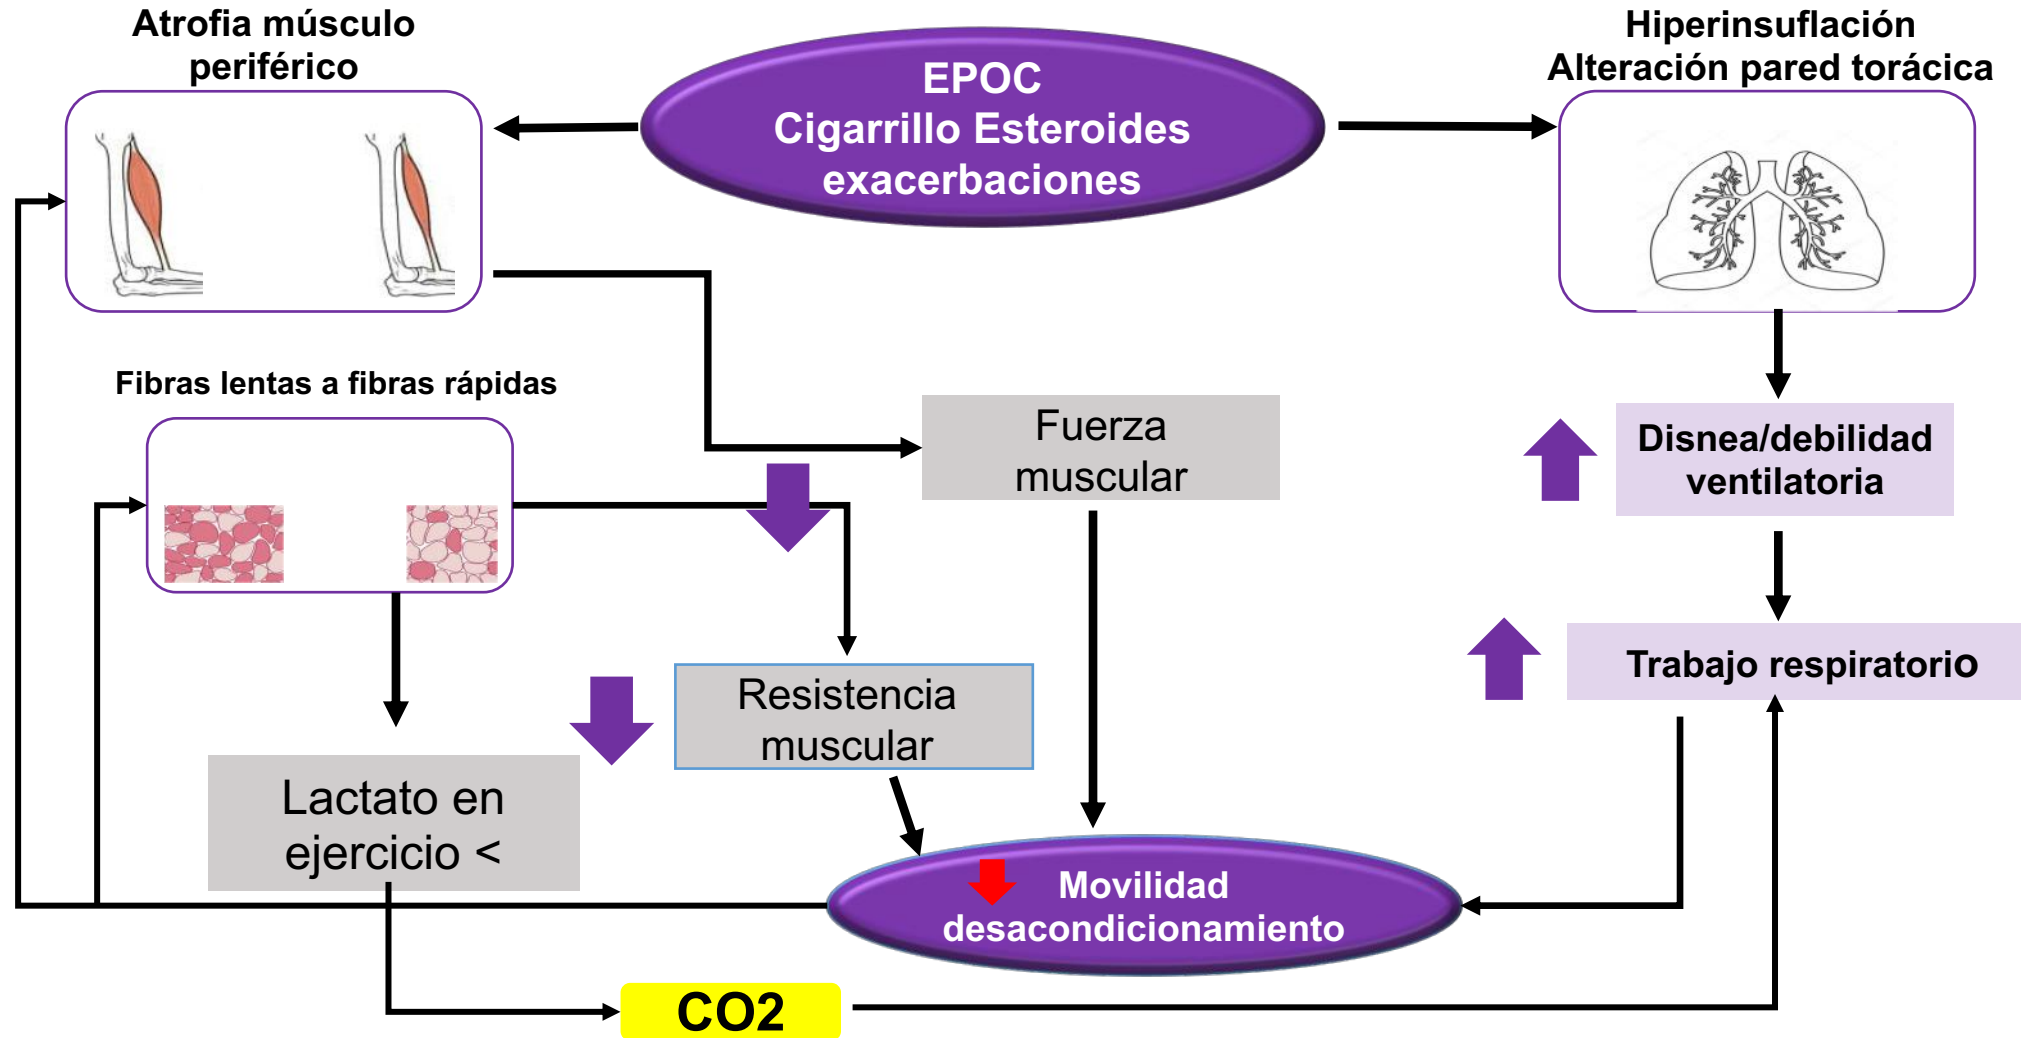 Atrofia músculo
periférico
EPOC
Cigarrillo Esteroides
exacerbaciones
Hiperinsuflación
Alteración pared torácica
Fibras lentas a fibras rápidas
Fuerza
muscular
Disnea/debilidad
ventilatoria
Trabajo respiratorio
Resistencia
muscular
Lactato en
ejercicio <
Movilidad
desacondicionamiento
CO2